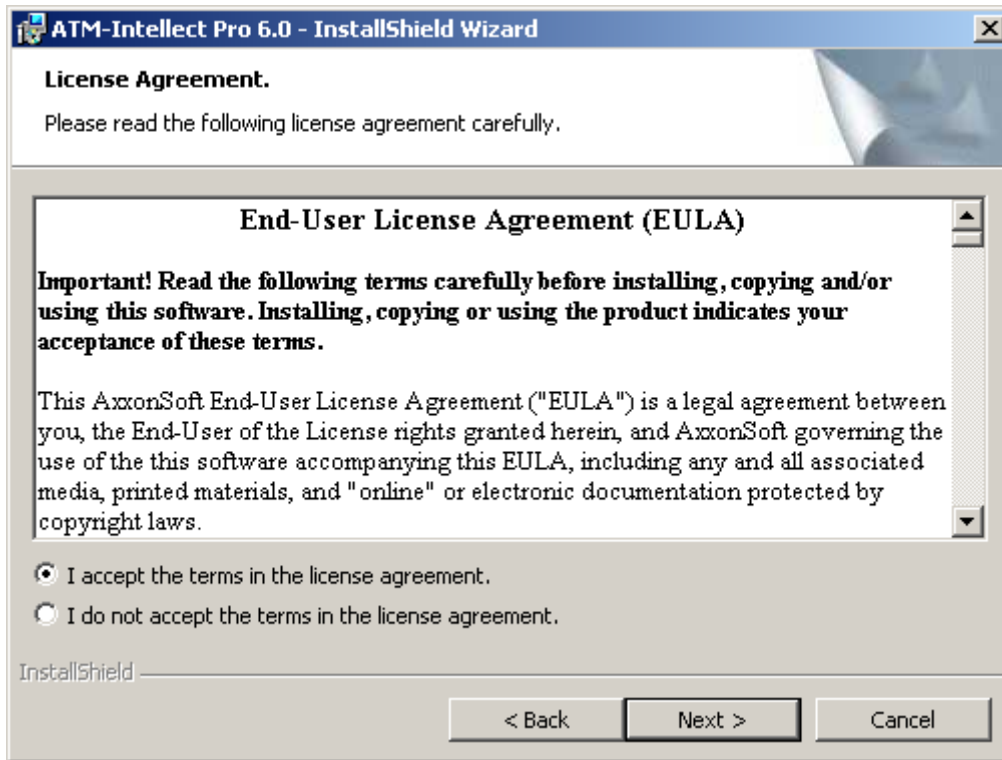 ATM-Intellect Pro 6.0 - InstallShield Wizard
License Agreement.
Please read the following license agreement carefully.
End-User License Agreement (EULA)
Important! Read the following terms carefully before installing, copying and/or
using this software. Installing, copying or using the product indicates your
acceptance of these terms.
This AxxonSoft End-User License Agreement ("EULA") is a legal agreement between
you, the End-User of the License rights granted herein, and AxxonSoft governing the
use of the this software accompanying this EULA, including any and all associated
media, printed materials, and "online" or electronic documentation protected by
copyright laws.
I accept the terms in the license agreement.
I do not accept the terms in the license agreement.
InstallShield
< Back Next > Cancel